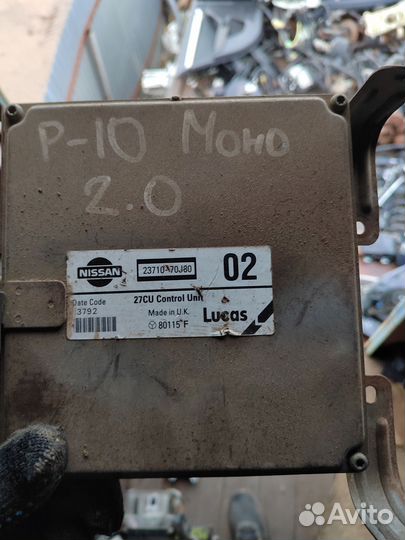 P-10 Моно
2.0
NISSAN
23710-70J80
02
27CU Control Unit
Date Code
3792
Made in U.K.
80115 F
Lucas
Avito